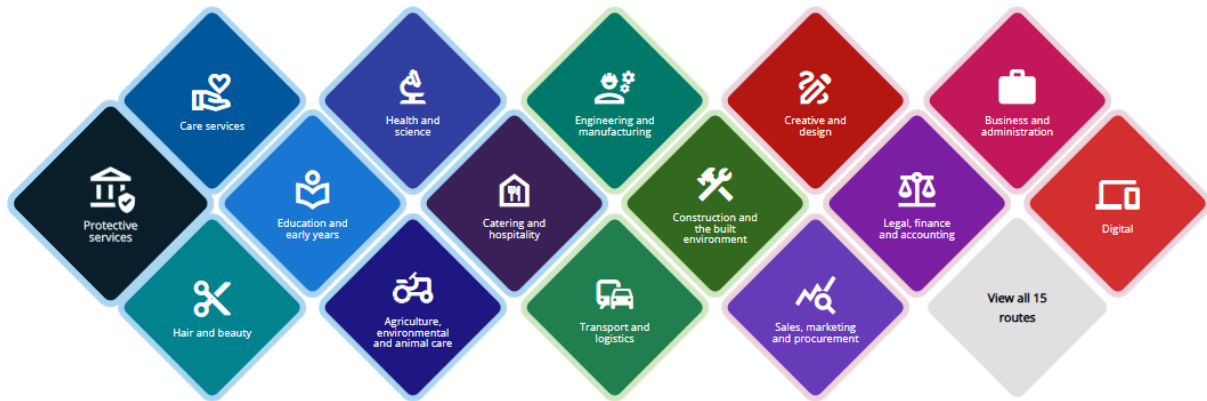 Care services
Health and
science
Engineering and
manufacturing
Creative and
design
Business and
administration
Protective
services
Education and
early years
Catering and
hospitality
Construction and
the built
environment
Legal, finance
and accounting
Digital
Hair and beauty
Agriculture,
environmental
and animal care
Transport and
logistics
Sales, marketing
and procurement
View all 15
routes